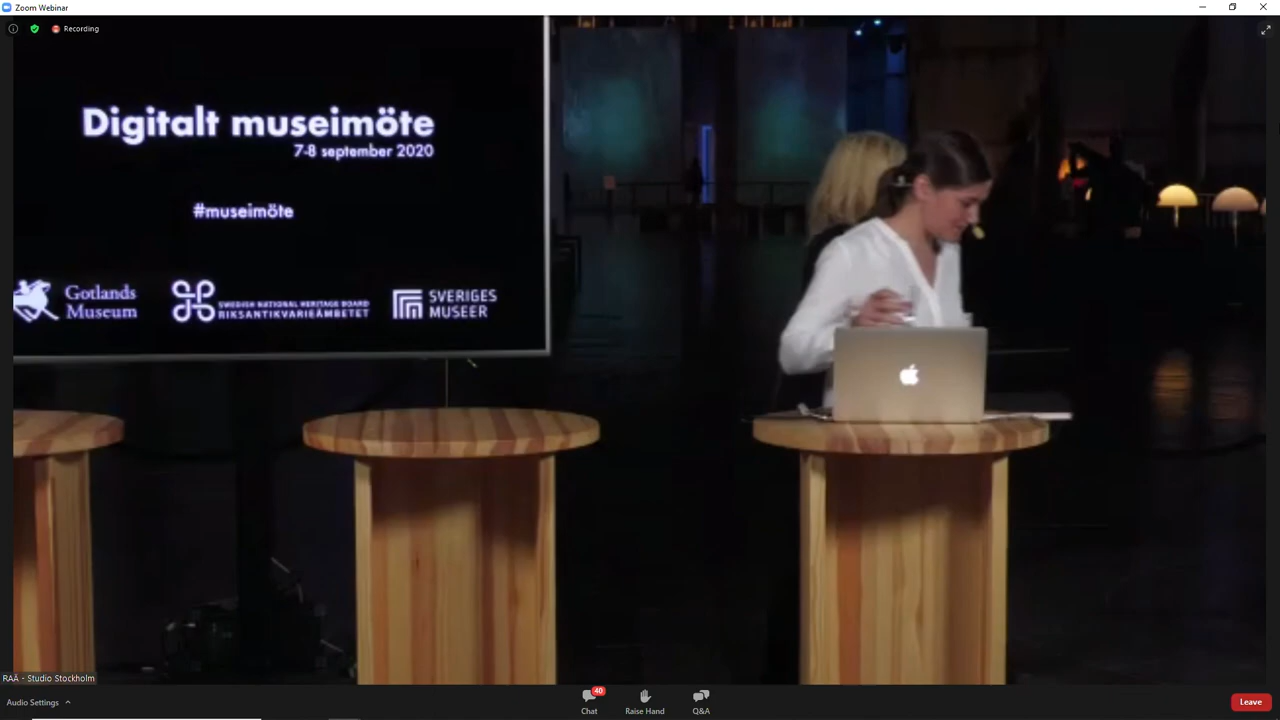 Zoom Webinar
Recording
Digitalt museimöte
7-8 september 2020
#museimöte
Gotlands
Museum
SWEDISH NATIONAL HERITAGE BOARD
RIKSANTIKVARIEÄMBETET
SVERIGES
MUSEER
RAÄ - Studio Stockholm
Audio Settings
40
Chat
Raise Hand
Q&A
Leave